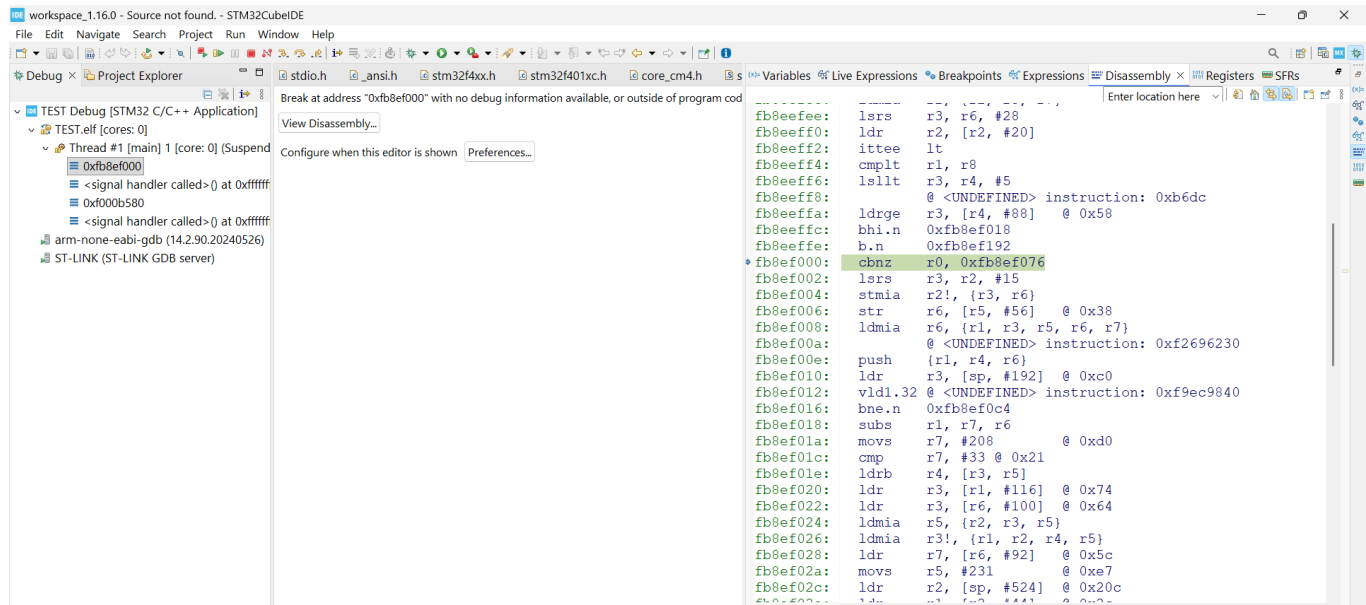 IDE workspace_1.16.0 - Source not found. - STM32CubeIDE
File Edit Navigate Search Project Run Window Help
Debug Project Explorer
stdio.h _ansi.h stm32f4xx.h stm32f401xc.h core_cm4.h s
Variables Live Expressions Breakpoints Expressions Disassembly Registers SFRs
TEST Debug [STM32 C/C++ Application]
TEST.elf [cores: 0]
Thread #1 [main] 1 [core: 0] (Suspend
0xfb8ef000
<signal handler called>() at 0xffffff
0xf000b580
<signal handler called>() at 0xffffff
arm-none-eabi-gdb (14.2.90.20240526)
ST-LINK (ST-LINK GDB server)
Break at address "0xfb8ef000" with no debug information available, or outside of program cod
View Disassembly...
Configure when this editor is shown Preferences...
Enter location here
fb8eefee: lsrs r3, r6, #28
fb8eeff0: ldr r2, [r2, #20]
fb8eeff2: ittee lt
fb8eeff4: cmplt r1, r8
fb8eeff6: lsllt r3, r4, #5
fb8eeff8: @ <UNDEFINED> instruction: 0xb6dc
fb8eeffa: ldrge r3, [r4, #88] @ 0x58
fb8eeffc: bhi.n 0xfb8ef018
fb8eeffe: b.n 0xfb8ef192
fb8ef000: cbnz r0, 0xfb8ef076
fb8ef002: lsrs r3, r2, #15
fb8ef004: stmia r2!, {r3, r6}
fb8ef006: str r6, [r5, #56] @ 0x38
fb8ef008: ldmia r6, {r1, r3, r5, r6, r7}
fb8ef00a: @ <UNDEFINED> instruction: 0xf2696230
fb8ef00e: push {r1, r4, r6}
fb8ef010: ldr r3, [sp, #192] @ 0xc0
fb8ef012: vld1.32 @ <UNDEFINED> instruction: 0xf9ec9840
fb8ef016: bne.n 0xfb8ef0c4
fb8ef018: subs r1, r7, r6
fb8ef01a: movs r7, #208 @ 0xd0
fb8ef01c: cmp r7, #33 @ 0x21
fb8ef01e: ldrb r4, [r3, r5]
fb8ef020: ldr r3, [r1, #116] @ 0x74
fb8ef022: ldr r3, [r6, #100] @ 0x64
fb8ef024: ldmia r5, {r2, r3, r5}
fb8ef026: ldmia r3!, {r1, r2, r4, r5}
fb8ef028: ldr r7, [r6, #92] @ 0x5c
fb8ef02a: movs r5, #231 @ 0xe7
fb8ef02c: ldr r2, [sp, #524] @ 0x20c